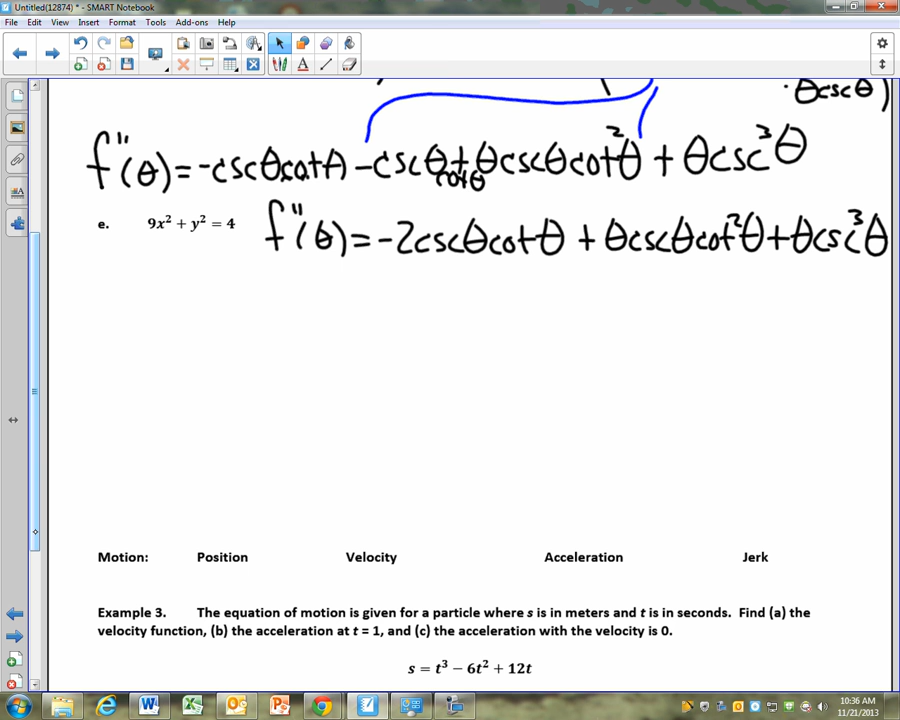 Untitled(12874) * - SMART Notebook
File Edit View Insert Format Tools Add-ons Help
· θcscθ)
f''(θ)=-cscθcotθ -cscθ+θcscθcot²θ + θcsc³θ
cotθ
e. 9x² + y² = 4
f''(θ)=-2cscθcotθ + θcscθcot²θ+θcsc³θ
Motion: Position Velocity Acceleration Jerk
Example 3. The equation of motion is given for a particle where s is in meters and t is in seconds. Find (a) the
velocity function, (b) the acceleration at t = 1, and (c) the acceleration with the velocity is 0.
s = t³ − 6t² + 12t
10:36 AM
11/21/2013